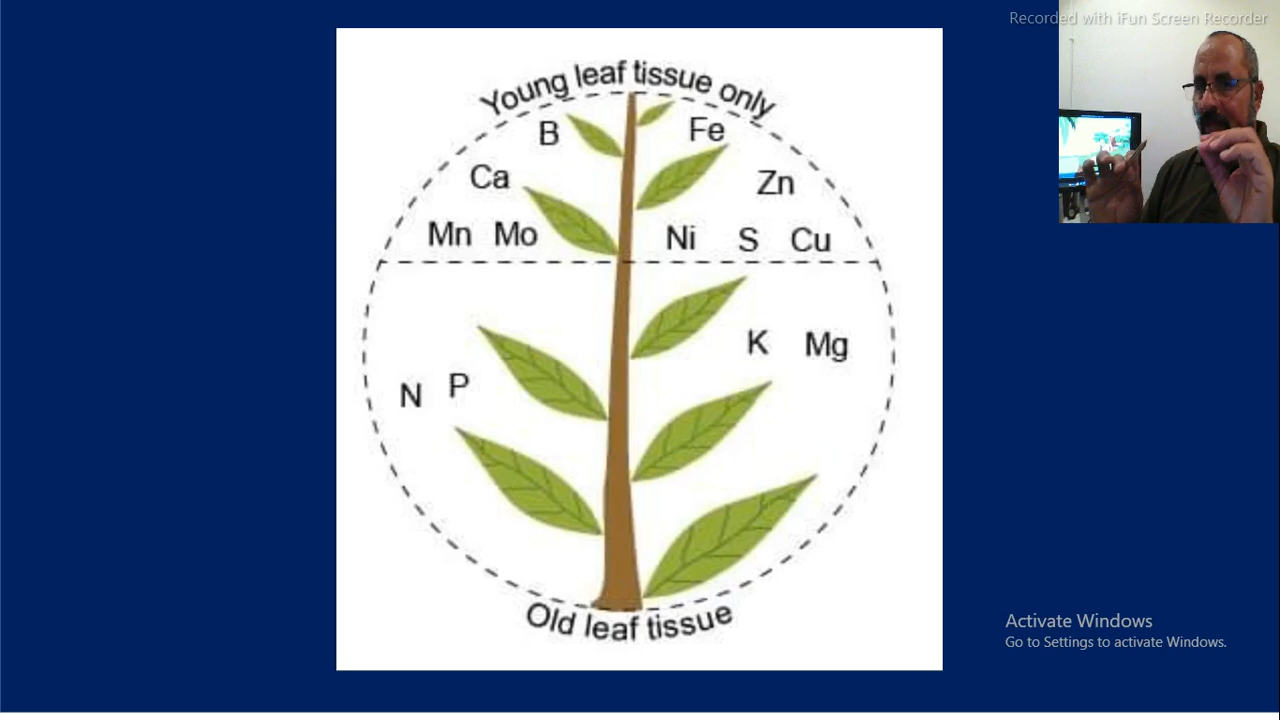 Recorded with iFun Screen Recorder
Young leaf tissue only
B Fe
Ca Zn
Mn Mo Ni S Cu
K Mg
N P
Old leaf tissue
Activate Windows
Go to Settings to activate Windows.